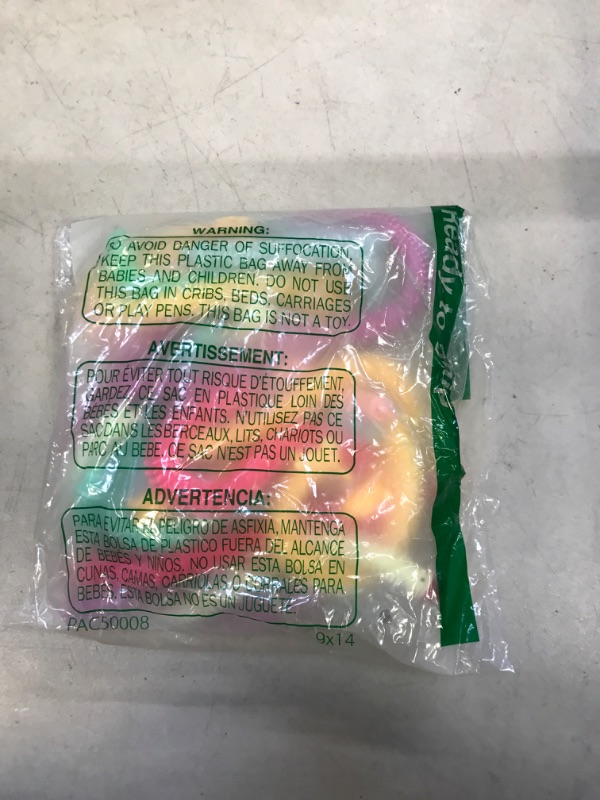 WARNING:
TO AVOID DANGER OF SUFFOCATION,
KEEP THIS PLASTIC BAG AWAY FROM
BABIES AND CHILDREN. DO NOT USE
THIS BAG IN CRIBS, BEDS, CARRIAGES
OR PLAY PENS. THIS BAG IS NOT A TOY.
AVERTISSEMENT:
POUR ÉVITER TOUT RISQUE D'ÉTOUFFEMENT,
GARDEZ CE SAC EN PLASTIQUE LOIN DES
BÉBÉS ET LES ENFANTS. N'UTILISEZ PAS CE
SAC DANS LES BERCEAUX, LITS, CHARIOTS OU
PARC AU BEBE. CE SAC N'EST PAS UN JOUET.
ADVERTENCIA:
PARA EVITAR EL PELIGRO DE ASFIXIA, MANTENGA
ESTA BOLSA DE PLASTICO FUERA DEL ALCANCE
DE BEBÉS Y NIÑOS. NO USAR ESTA BOLSA EN
CUNAS, CAMAS, CARRIOLAS, O CORRALES PARA
BEBES. ESTA BOLSA NO ES UN JUGUETE.
PAC50008
9x14
Ready to